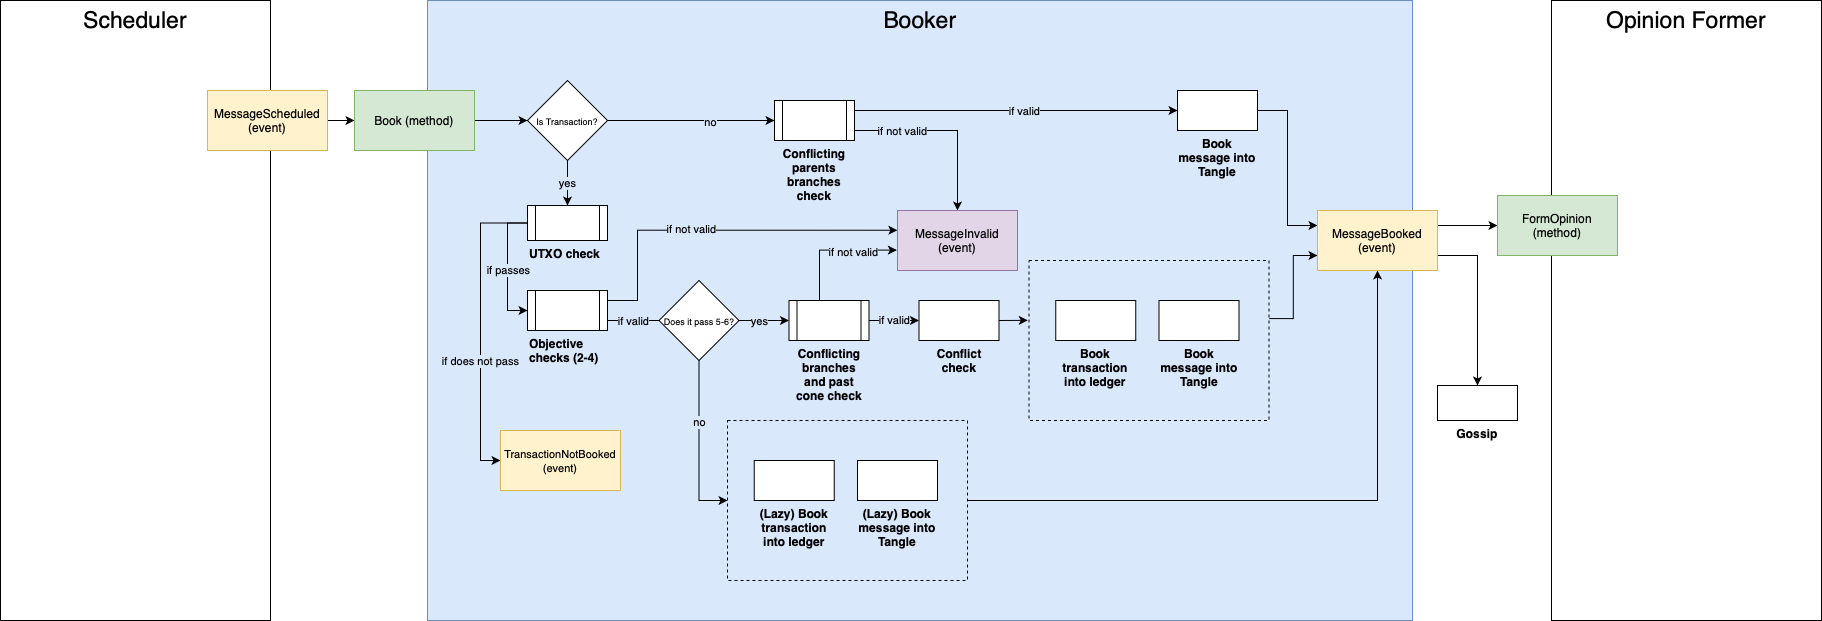 Scheduler
Booker
Opinion Former
MessageScheduled
(event)
Book (method)
Is Transaction?
no
if valid
if not valid
Conflicting
parents
branches
check
Book
message into
Tangle
yes
UTXO check
if passes
if not valid
MessageInvalid
(event)
if not valid
MessageBooked
(event)
FormOpinion
(method)
Objective
checks (2-4)
if valid
Does it pass 5-6?
yes
Conflicting
branches
and past
cone check
if valid
Conflict
check
Book
transaction
into ledger
Book
message into
Tangle
if does not pass
no
Gossip
TransactionNotBooked
(event)
(Lazy) Book
transaction
into ledger
(Lazy) Book
message into
Tangle